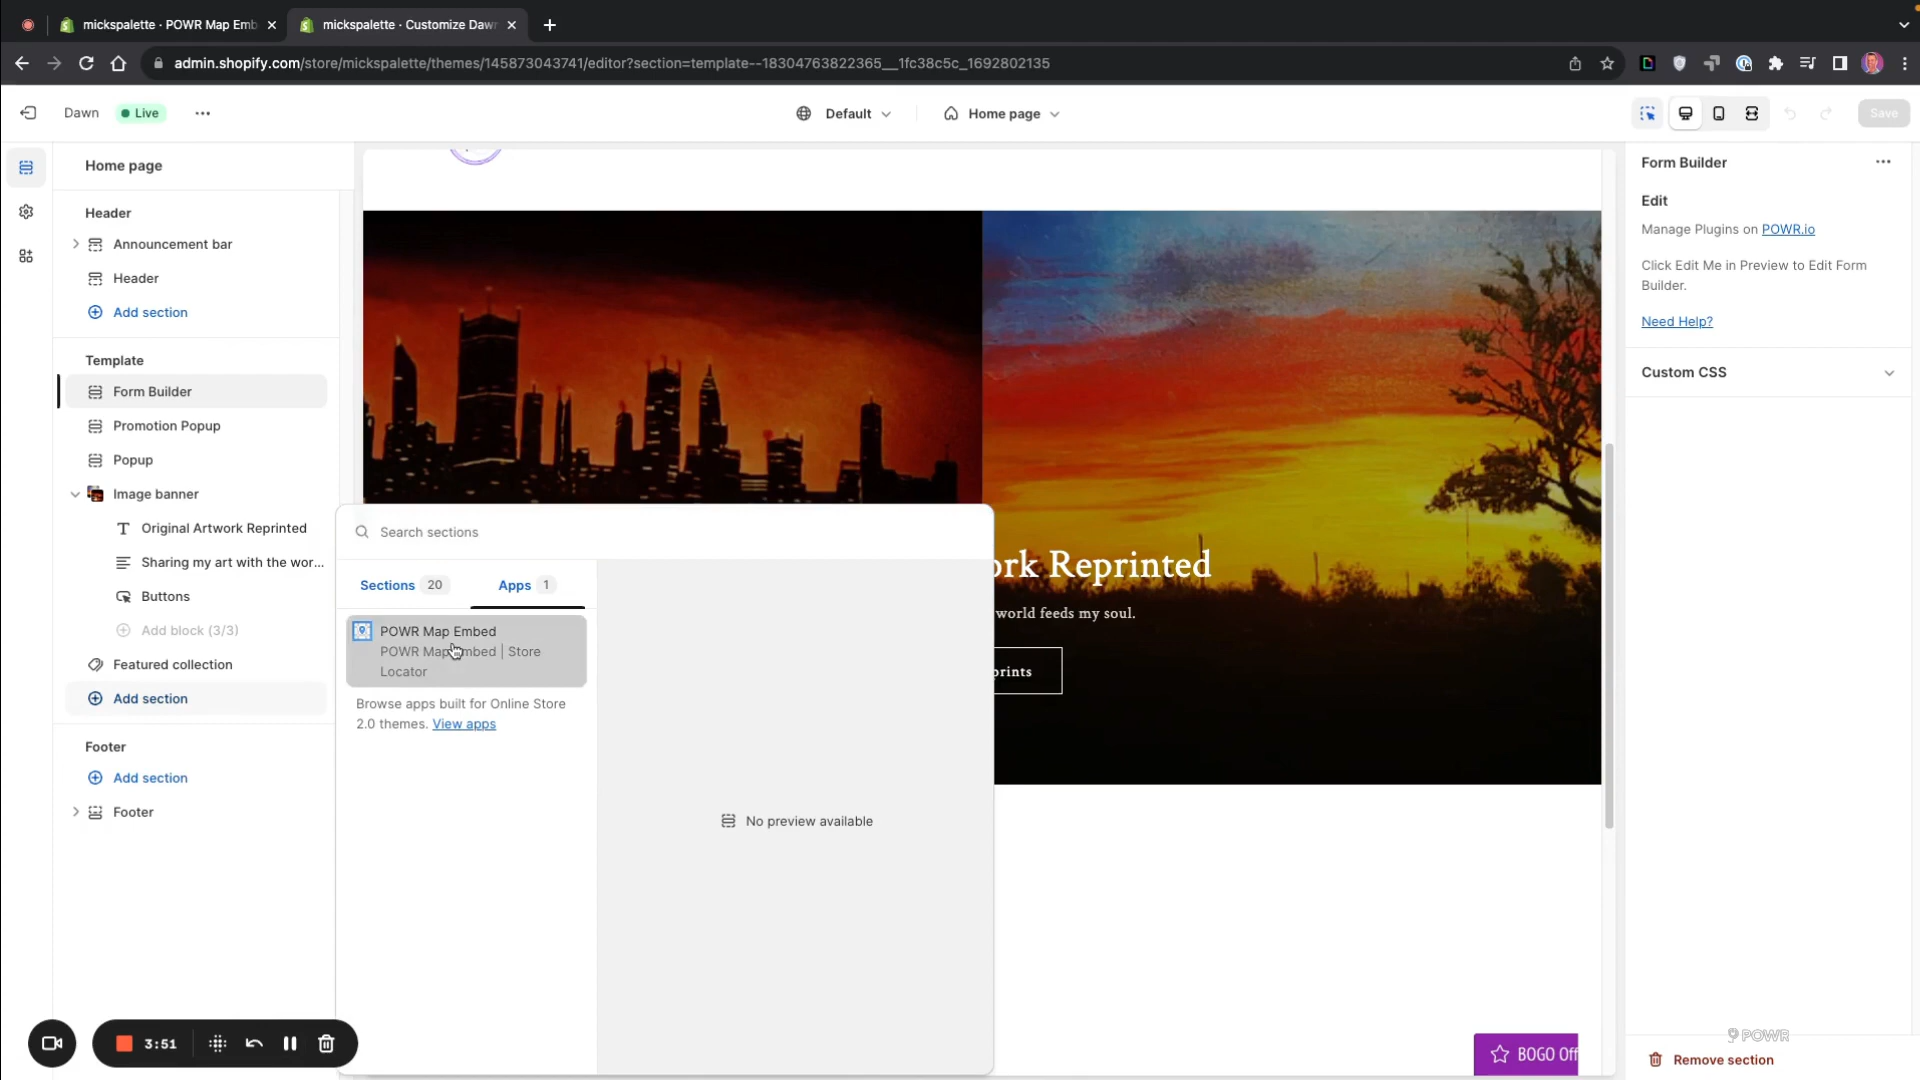 mickspalette · POWR Map Emb
mickspalette · Customize Daw
admin.shopify.com/store/mickspalette/themes/145873043741/editor?section=template--18304763822365__1fc38c5c_1692802135
Dawn
Live
Default
Home page
Save
Home page
Header
Announcement bar
Header
Add section
Template
Form Builder
Promotion Popup
Popup
Image banner
Original Artwork Reprinted
Sharing my art with the wor...
Buttons
Add block (3/3)
Featured collection
Add section
Footer
Add section
Footer
3:51
Search sections
Sections 20
Apps 1
POWR Map Embed
POWR Map Embed | Store
Locator
Browse apps built for Online Store
2.0 themes. View apps
No preview available
ork Reprinted
world feeds my soul.
prints
BOGO Off
Form Builder
Edit
Manage Plugins on POWR.io
Click Edit Me in Preview to Edit Form
Builder.
Need Help?
Custom CSS
POWR
Remove section